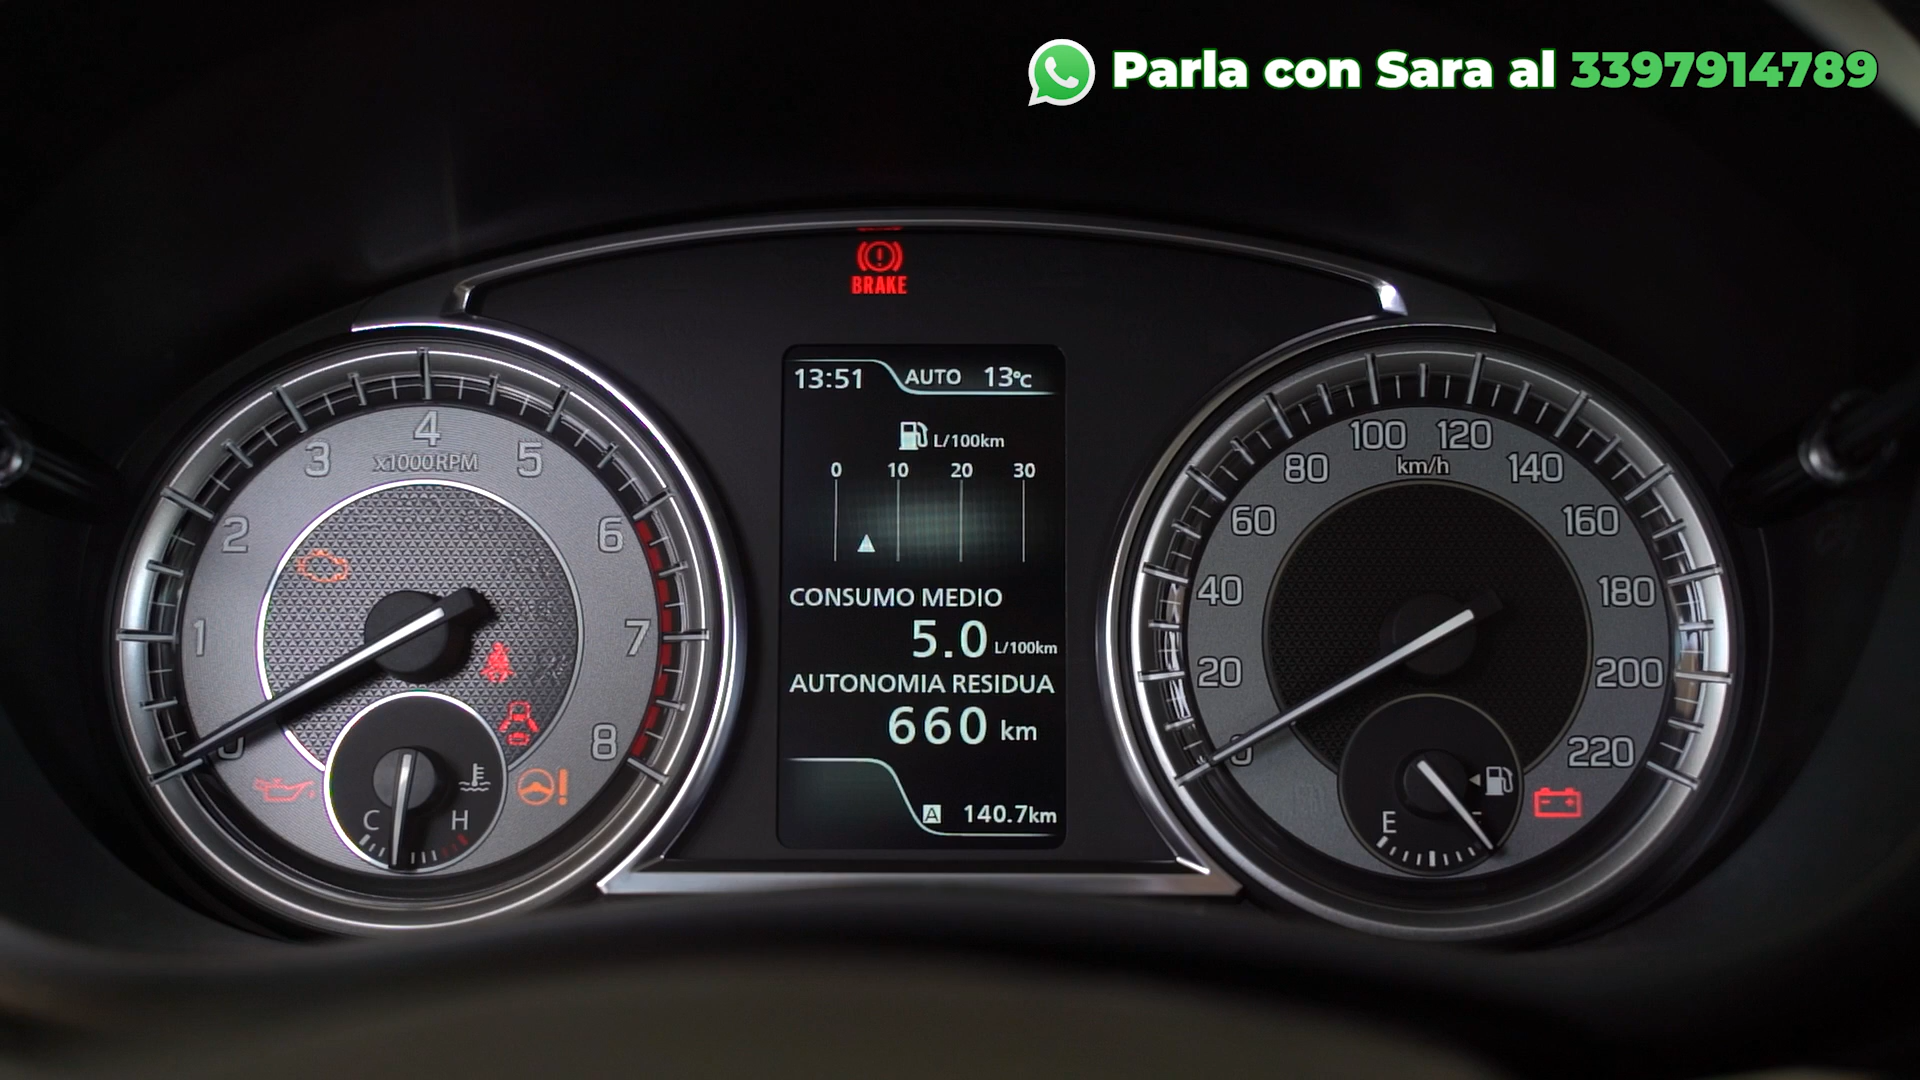 Parla con Sara al 3397914789
BRAKE
13:51 AUTO 13°C
L/100km
0 10 20 30
CONSUMO MEDIO
5.0 L/100km
AUTONOMIA RESIDUA
660 km
A 140.7km
0 1 2 3 4 5 6 7 8
x1000RPM
C H
0 20 40 60 80 100 120 140 160 180 200 220
km/h
E